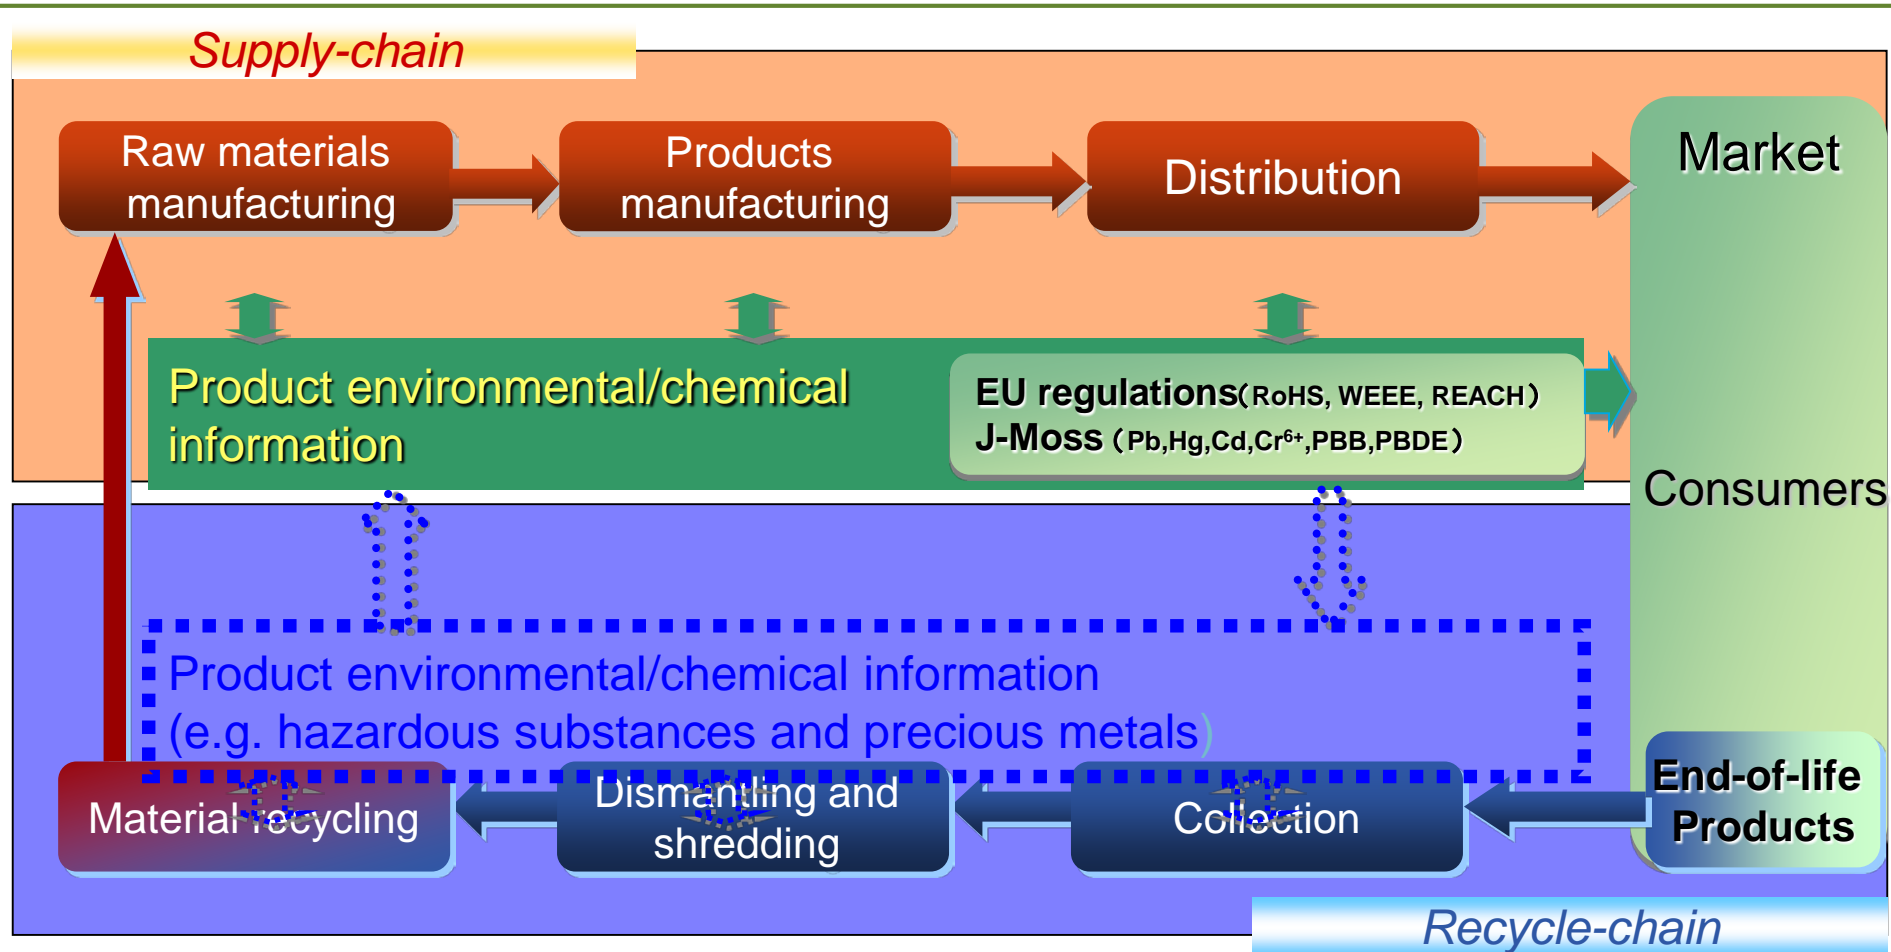 Supply-chain
Raw materials
manufacturing
Products
manufacturing
Distribution
Market
Product environmental/chemical
information
EU regulations(RoHS, WEEE, REACH)
J-Moss (Pb,Hg,Cd,Cr⁶⁺,PBB,PBDE)
Consumers
Product environmental/chemical information
(e.g. hazardous substances and precious metals)
Material recycling
Dismantling and
shredding
Collection
End-of-life
Products
Recycle-chain